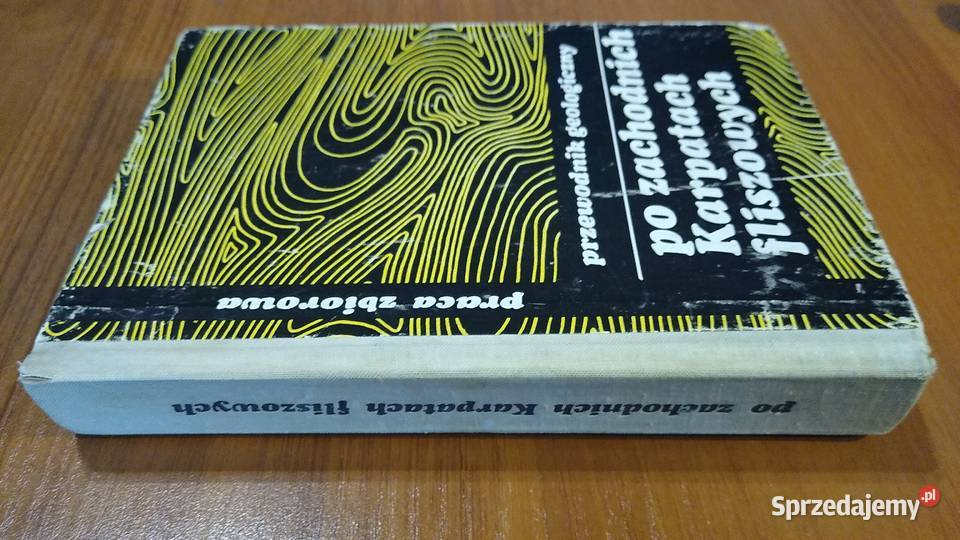 praca zbiorowa
przewodnik geologiczny
po zachodnich
Karpatach
fliszowych
po zachodnich Karpatach fliszowych
Sprzedajemy.pl